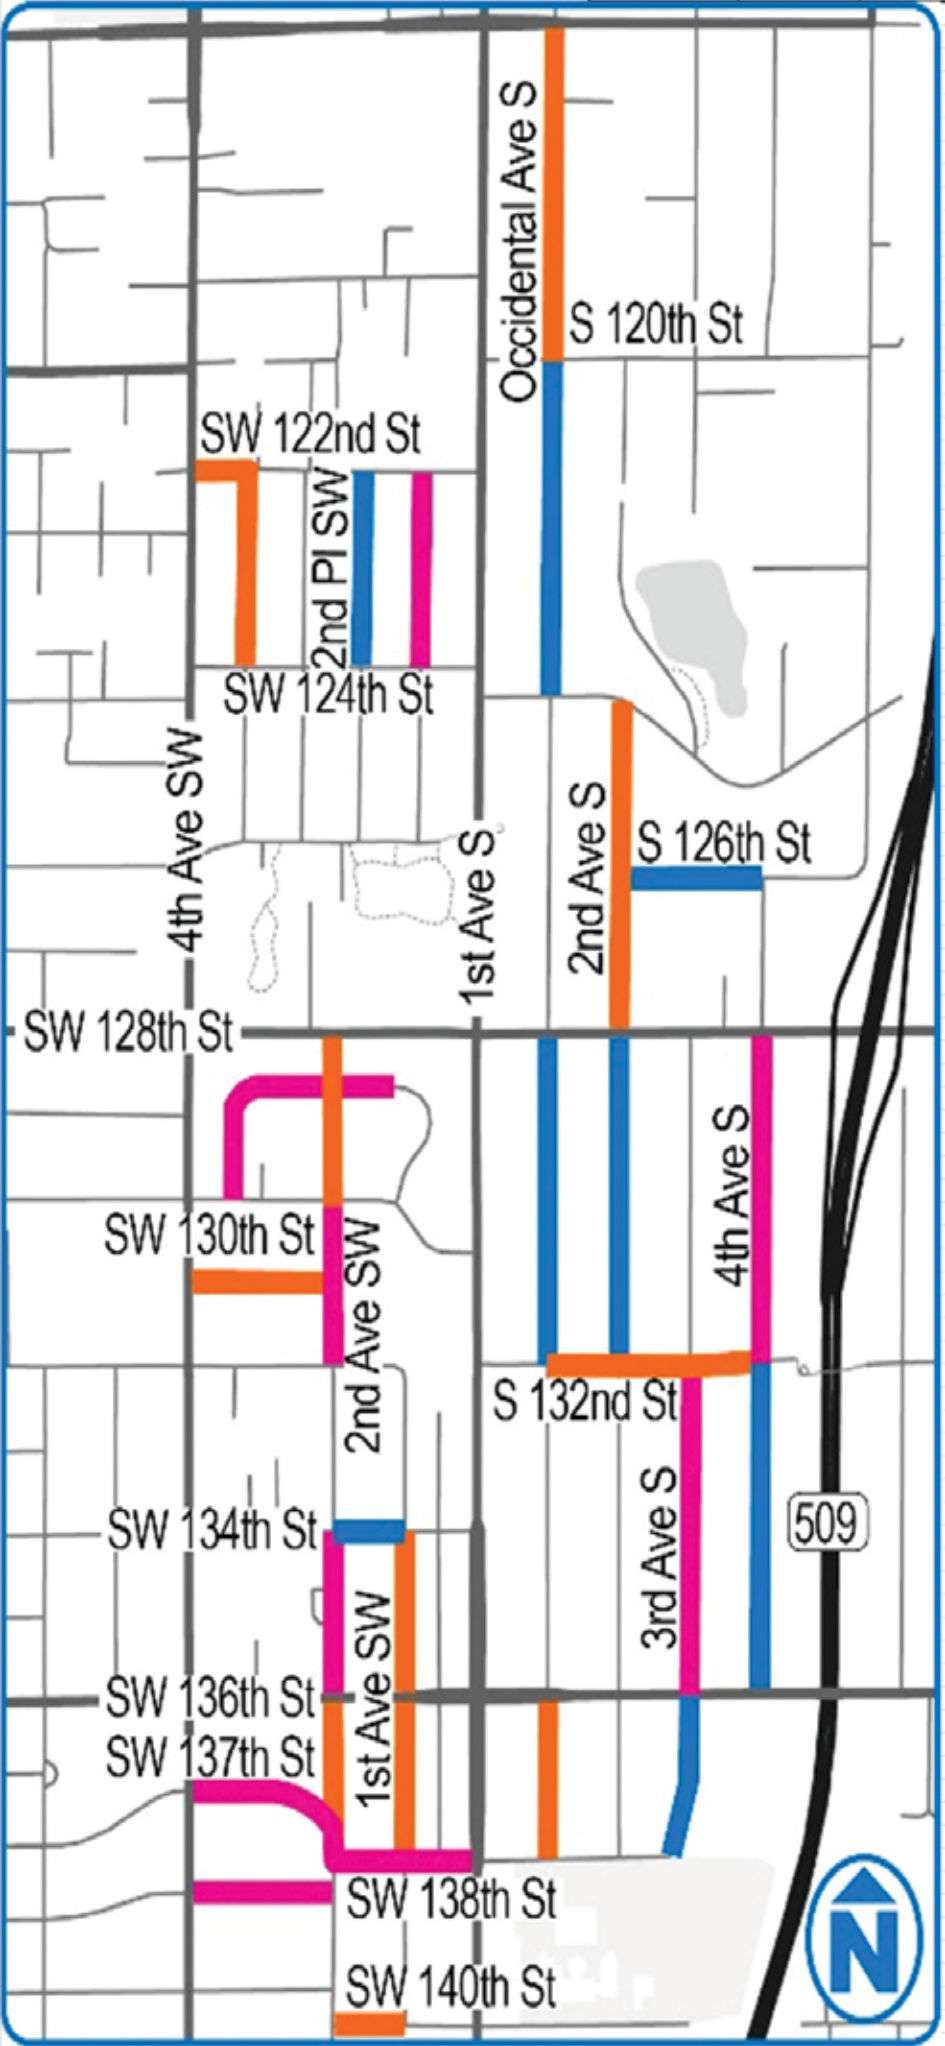 Occidental Ave S
S 120th St
SW 122nd St
2nd Pl SW
SW 124th St
4th Ave SW
1st Ave S
2nd Ave S
S 126th St
SW 128th St
4th Ave S
SW 130th St
2nd Ave SW
S 132nd St
3rd Ave S
509
SW 134th St
1st Ave SW
SW 136th St
SW 137th St
SW 138th St
SW 140th St
N